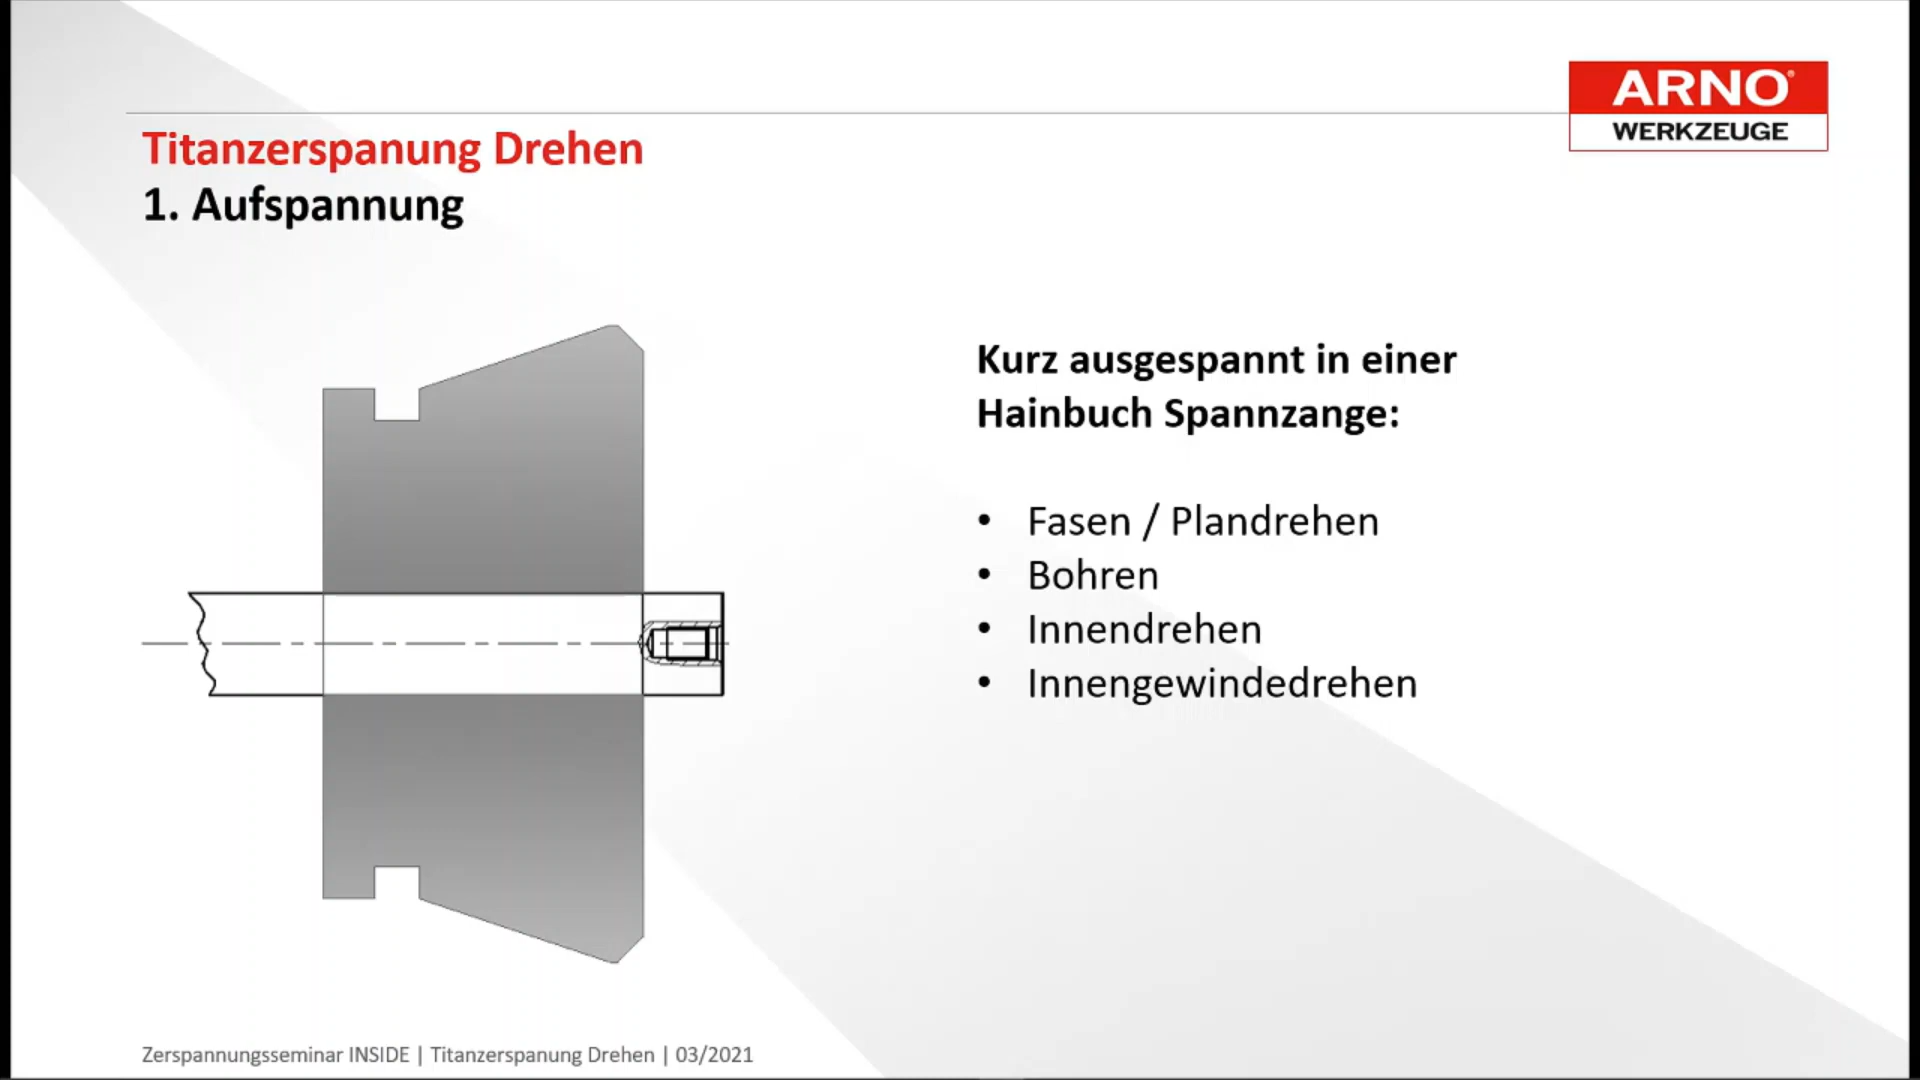 ARNO®
WERKZEUGE
Titanzerspanung Drehen
1. Aufspannung
Kurz ausgespannt in einer
Hainbuch Spannzange:
• Fasen / Plandrehen
• Bohren
• Innendrehen
• Innengewindedrehen
Zerspannungsseminar INSIDE | Titanzerspanung Drehen | 03/2021